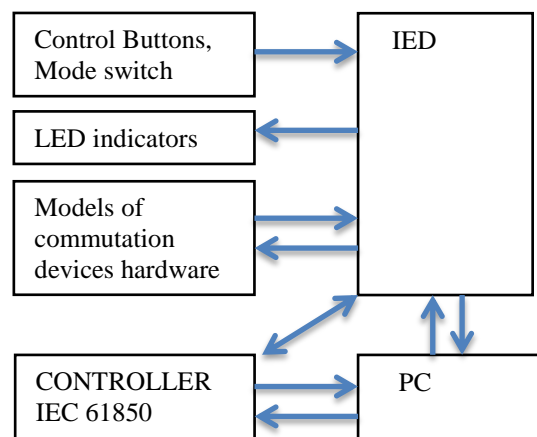 Control Buttons,
Mode switch
IED
LED indicators
Models of
commutation
devices hardware
CONTROLLER
IEC 61850
PC